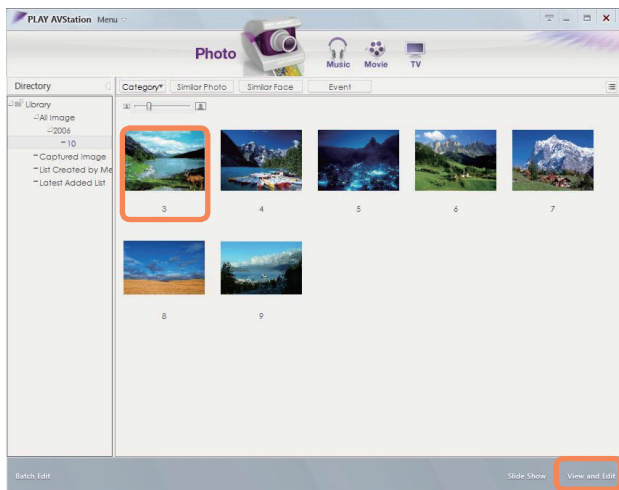 PLAY AVStation Menu
Photo
Music Movie TV
Directory
Category Similar Photo Similar Face Event
Library
All Image
2006
10
Captured Image
List Created by Me
Latest Added List
3 4 5 6 7
8 9
Batch Edit Slide Show View and Edit